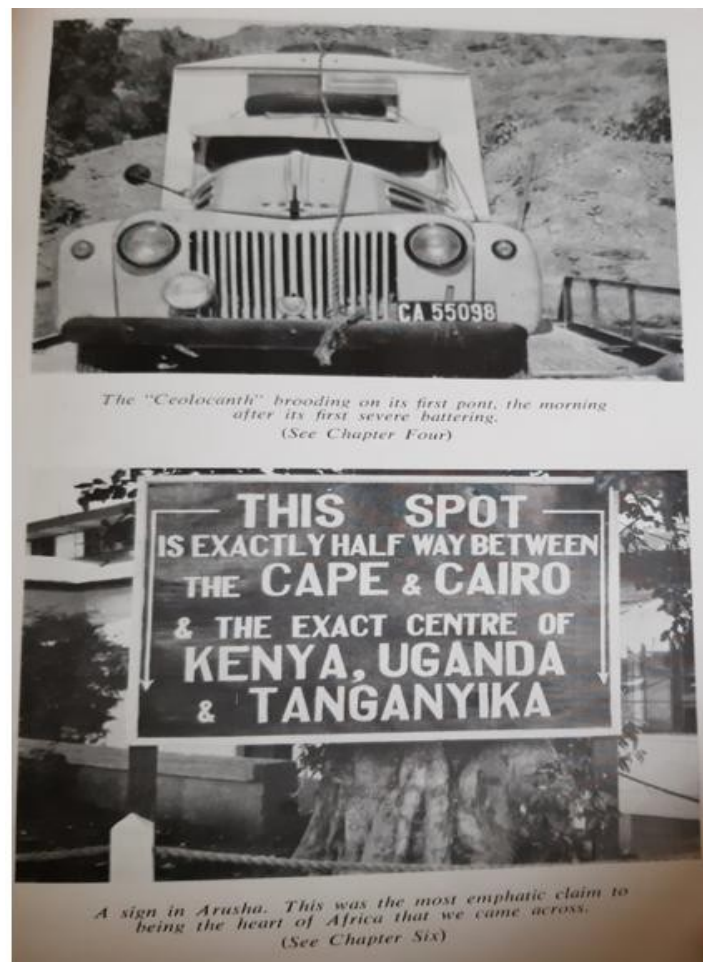 CA 55098
The "Ceolocanth" brooding on its first pont, the morning
after its first severe battering.
(See Chapter Four)
THIS SPOT
IS EXACTLY HALF WAY BETWEEN
THE CAPE & CAIRO
& THE EXACT CENTRE OF
KENYA, UGANDA
& TANGANYIKA
A sign in Arusha. This was the most emphatic claim to
being the heart of Africa that we came across.
(See Chapter Six)